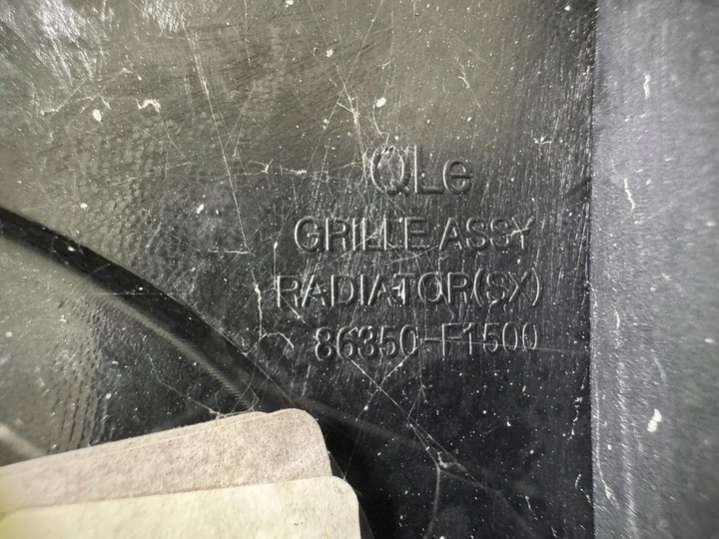 QLe
GRILLE ASSY
RADIATOR(SX)
86350-F1500